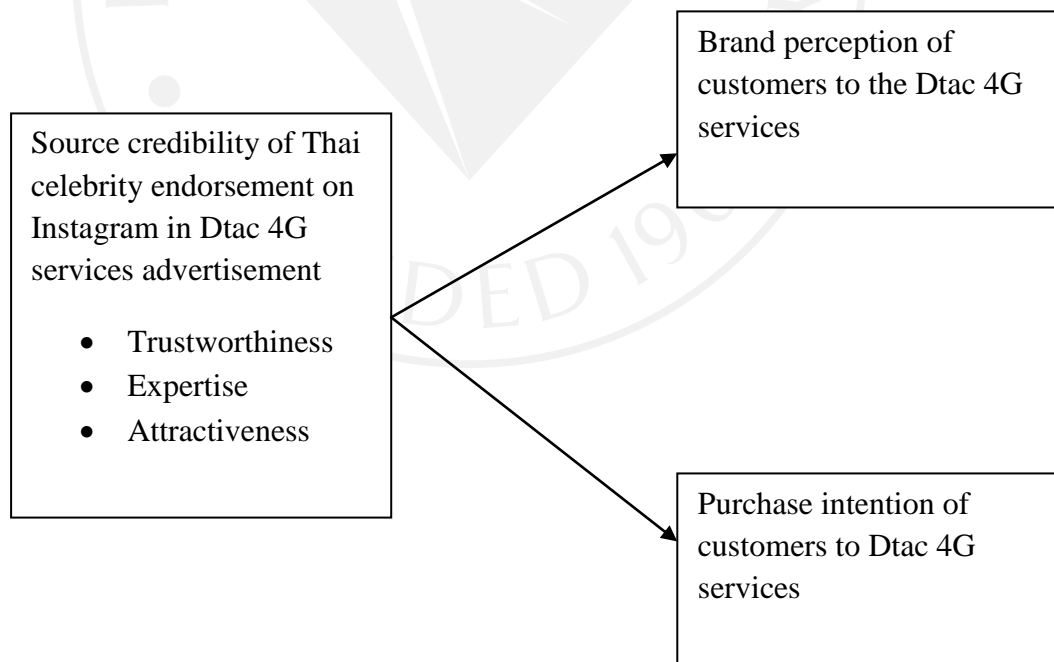 Brand perception of
customers to the Dtac 4G
services
Source credibility of Thai
celebrity endorsement on
Instagram in Dtac 4G
services advertisement
• Trustworthiness
• Expertise
• Attractiveness
Purchase intention of
customers to Dtac 4G
services